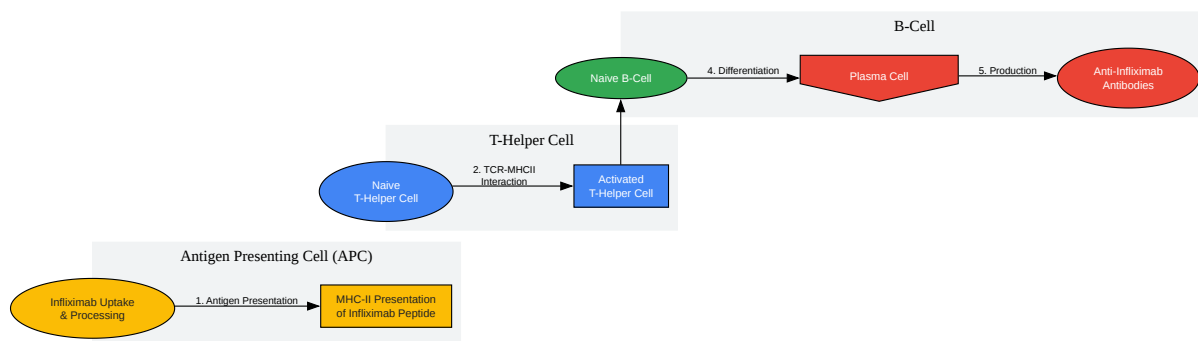 B-Cell
Naive B-Cell
4. Differentiation
Plasma Cell
5. Production
Anti-Infliximab
Antibodies
T-Helper Cell
Naive
T-Helper Cell
2. TCR-MHCII
Interaction
Activated
T-Helper Cell
Antigen Presenting Cell (APC)
Infliximab Uptake
& Processing
1. Antigen Presentation
MHC-II Presentation
of Infliximab Peptide